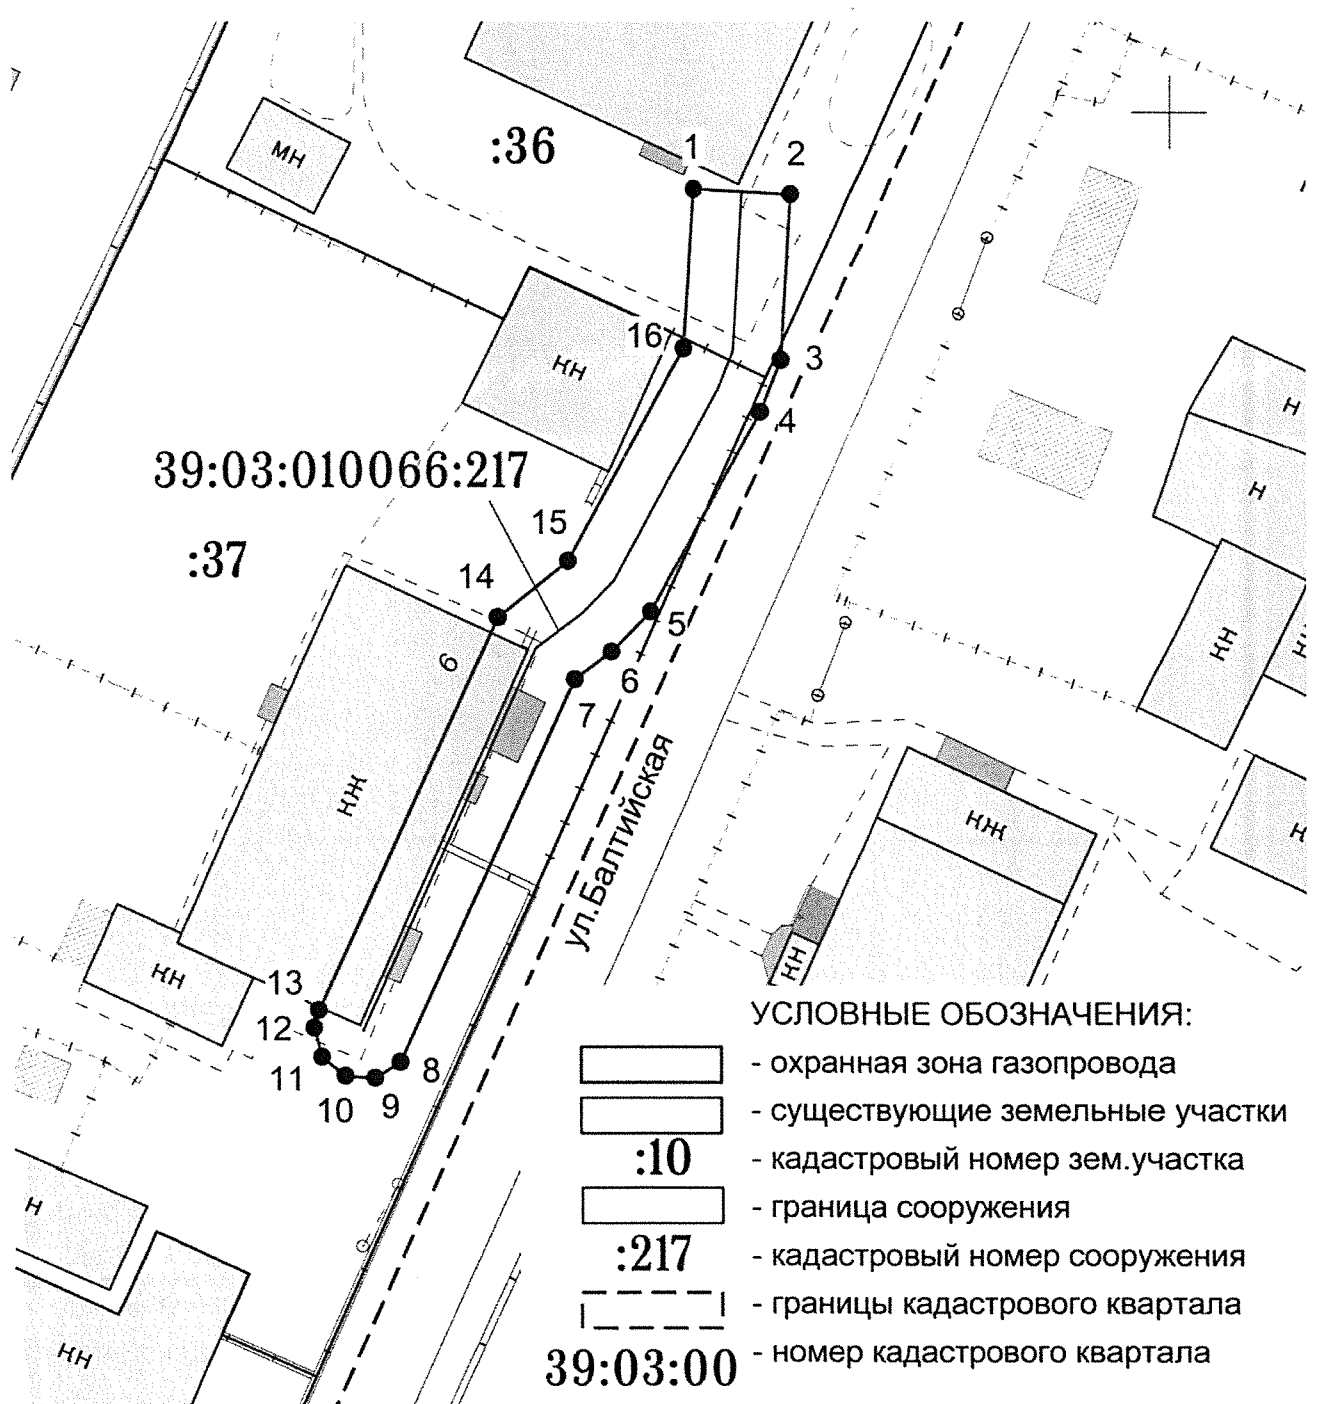 :36
1
2
МН
16
КН
3
4
Н
39:03:010066:217
Н
15
:37
14
5
6
6
7
КН
ул.Балтийская
КЖ
КЖ
К
КН
КН
13
12
11
10
9
8
Н
КН
УСЛОВНЫЕ ОБОЗНАЧЕНИЯ:
- охранная зона газопровода
- существующие земельные участки
:10 - кадастровый номер зем.участка
- граница сооружения
:217 - кадастровый номер сооружения
- границы кадастрового квартала
39:03:00 - номер кадастрового квартала